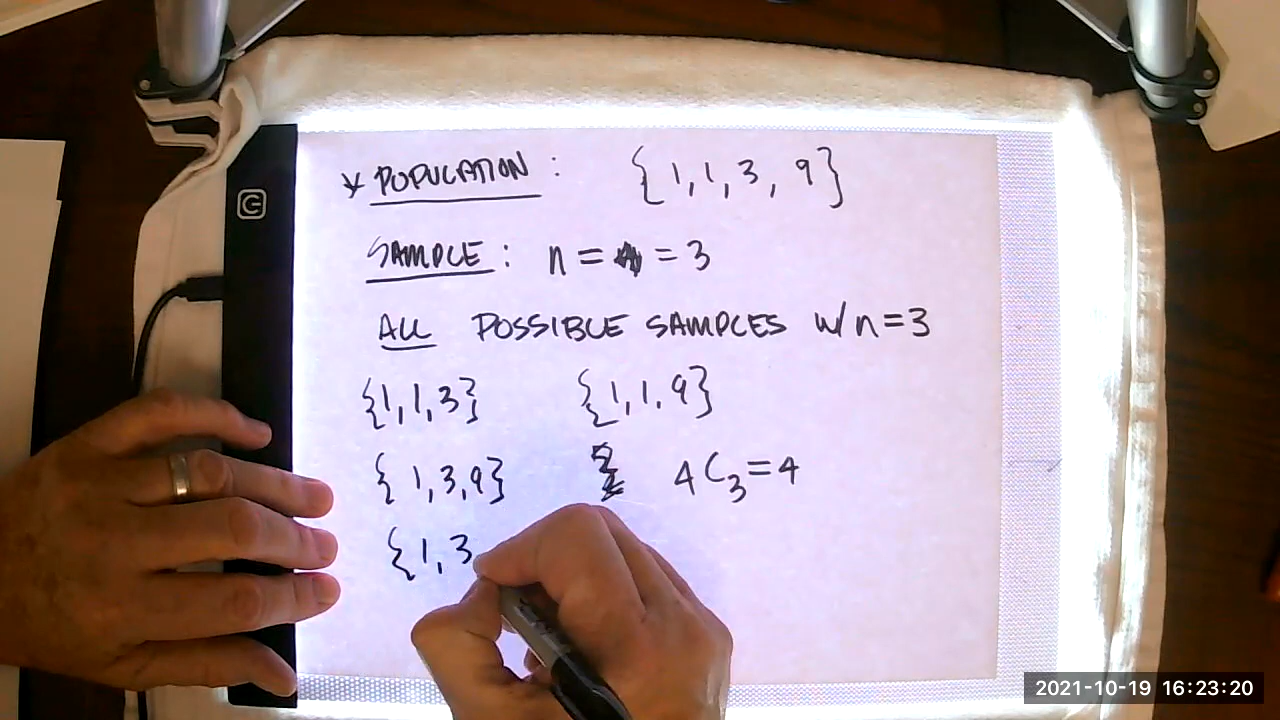 * POPULATION : {1, 1, 3, 9}
SAMPLE : n = = 3
ALL POSSIBLE SAMPLES w/ n=3
{1, 1, 3} {1, 1, 9}
{1, 3, 9} 4C3=4
{1, 3
2021-10-19 16:23:20